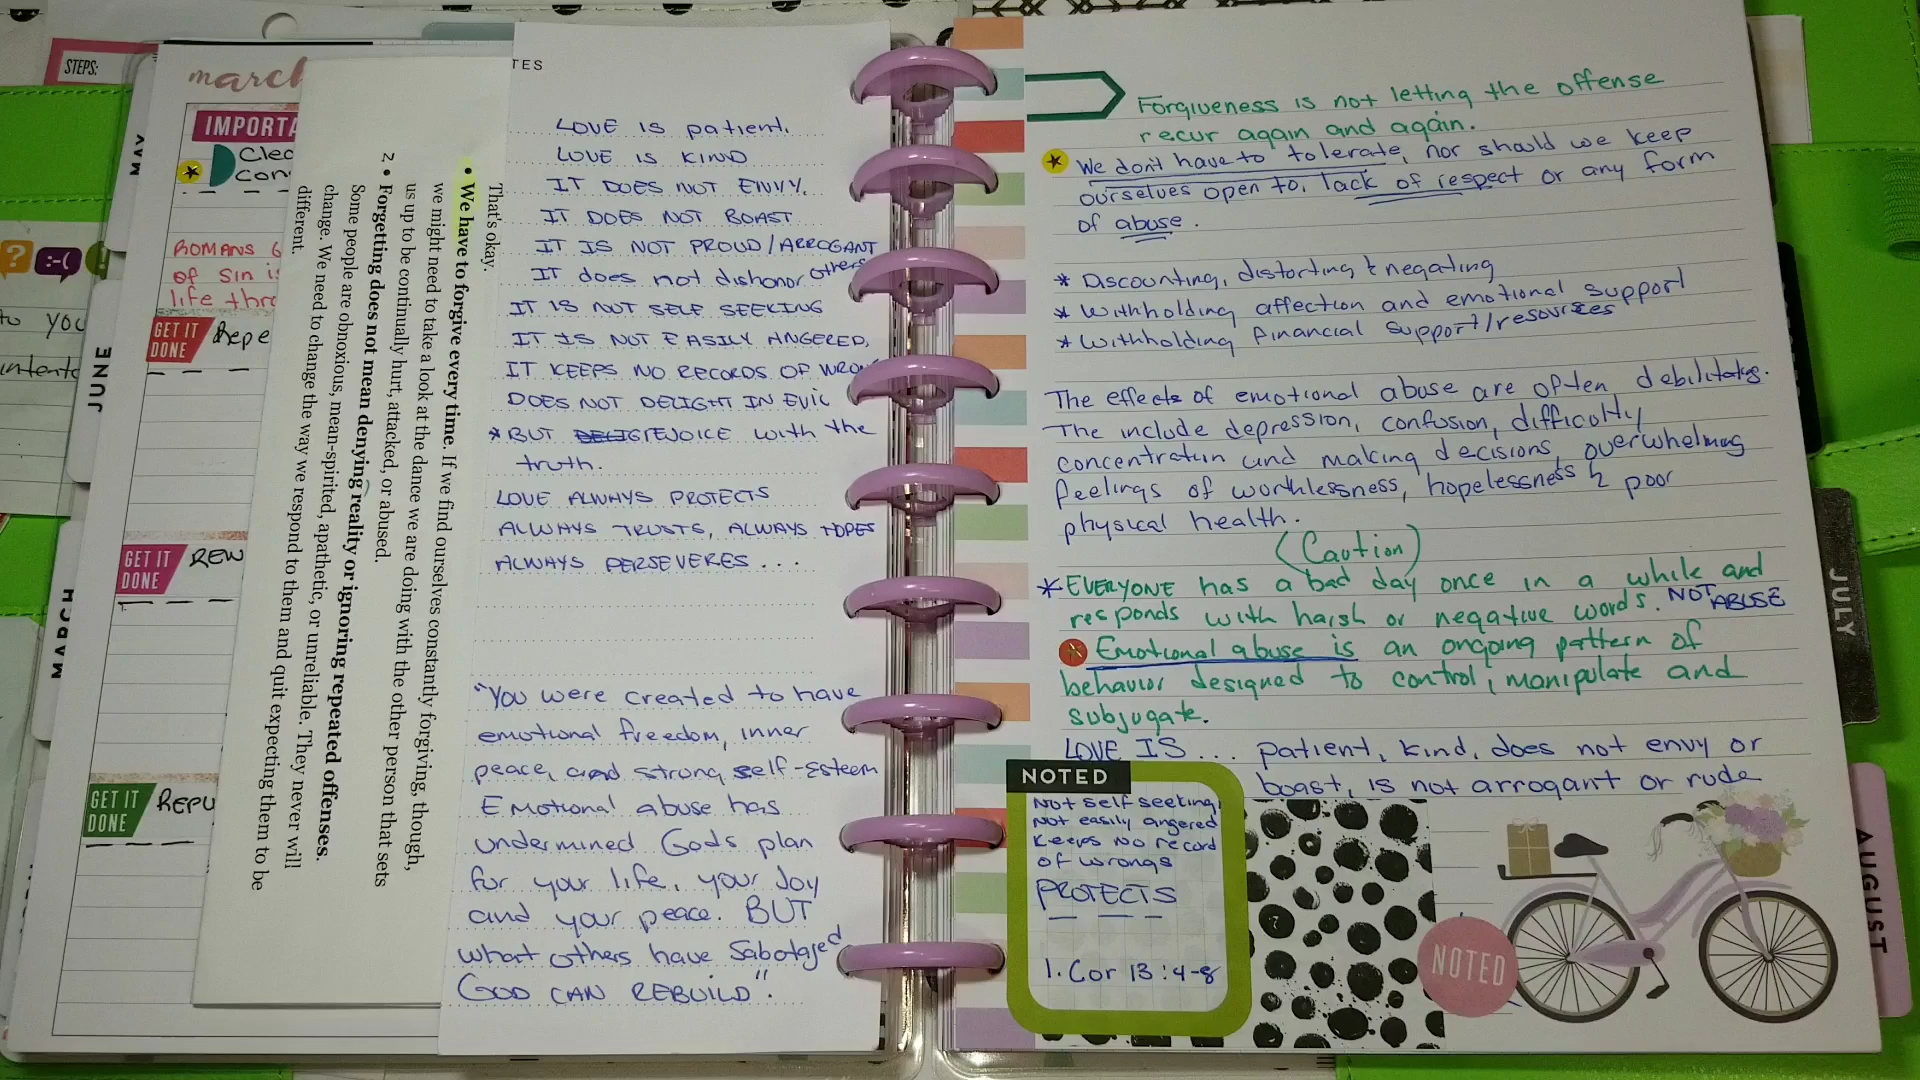 STEPS:
march
IMPORTA
Clea
con
ROMANS 6
of sin is
life thro
GET IT DONE
Repe
GET IT DONE
REW
GET IT DONE
REPU
to you
intent
MAY
JUNE
MARCH
That's okay.
• We have to forgive every time. If we find ourselves constantly forgiving, though,
we might need to take a look at the dance we are doing with the other person that sets
us up to be continually hurt, attacked, or abused.
2 • Forgetting does not mean denying reality or ignoring repeated offenses.
Some people are obnoxious, mean-spirited, apathetic, or unreliable. They never will
change. We need to change the way we respond to them and quit expecting them to be
different.
TES
LOVE IS patient.
LOVE IS KIND
IT DOES NOT ENVY.
IT DOES NOT BOAST
IT IS NOT PROUD/ARROGANT
IT does not dishonor others
IT IS NOT SELF SEEKING
IT IS NOT EASILY ANGERED,
IT KEEPS NO RECORDS OF WRON
DOES NOT DELIGHT IN EVIL
* BUT DELIG REJOICE with the
truth.
LOVE ALWAYS PROTECTS
ALWAYS TRUSTS, ALWAYS HOPES
ALWAYS PERSEVERES...
"You were created to have
emotional freedom, inner
peace, and strong self-esteem
Emotional abuse has
undermined Gods plan
for your life, your Joy
and your peace. BUT
what others have Sabotaged
GOD CAN REBUILD".
Forgiveness is not letting the offense
recur again and again.
We don't have to tolerate, nor should we keep
ourselves open to, lack of respect or any form
of abuse.
* Discounting, distorting & negating
* Withholding affection and emotional support
* Withholding financial support/resources
The effects of emotional abuse are often debilitating.
The include depression, confusion, difficulty
concentration and making decisions, overwhelming
feelings of worthlessness, hopelessness & poor
physical health.
(Caution)
* EVERYONE has a bad day once in a while and
responds with harsh or negative words. NOT ABUSE
Emotional abuse is an ongoing pattern of
behavior designed to control, manipulate and
subjugate.
LOVE IS... patient, kind, does not envy or
boast, is not arrogant or rude
NOTED
Not self seeking,
Not easily angered
Keeps no record
of wrongs
PROTECTS
1. Cor 13:4-8
NOTED
JULY
AUGUST